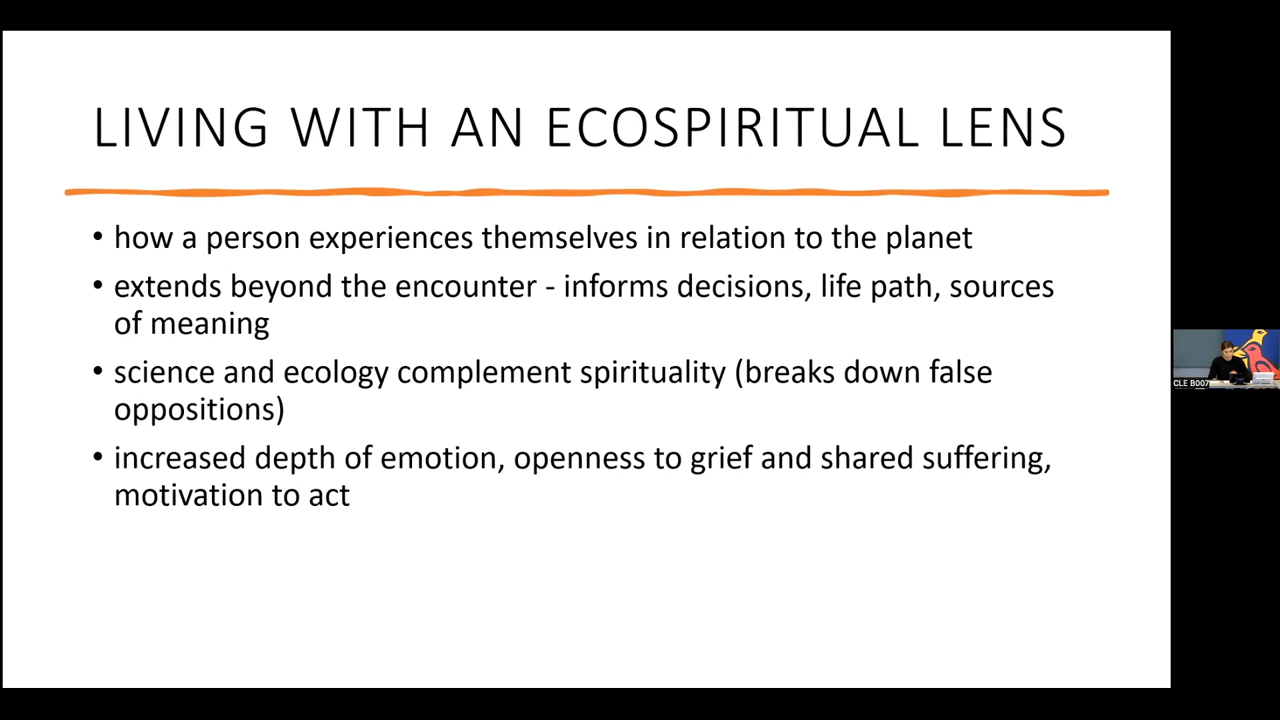 LIVING WITH AN ECOSPIRITUAL LENS
• how a person experiences themselves in relation to the planet
• extends beyond the encounter - informs decisions, life path, sources
of meaning
• science and ecology complement spirituality (breaks down false
oppositions)
• increased depth of emotion, openness to grief and shared suffering,
motivation to act
CLE B007